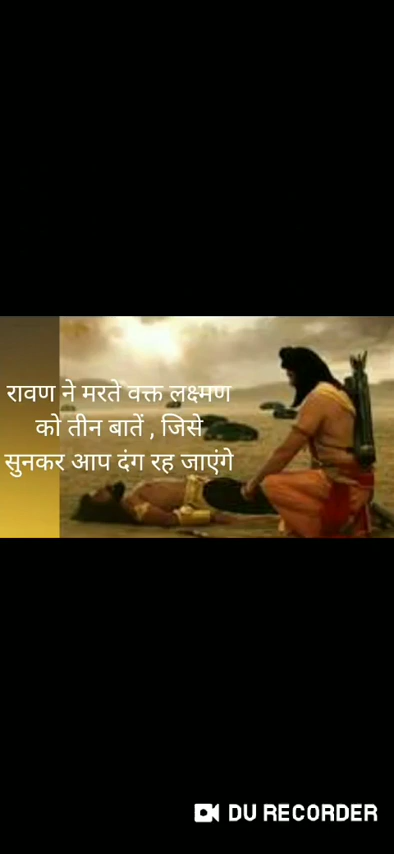 रावण ने मरते वक्त लक्ष्मण
को तीन बातें , जिसे
सुनकर आप दंग रह जाएंगे
DU RECORDER